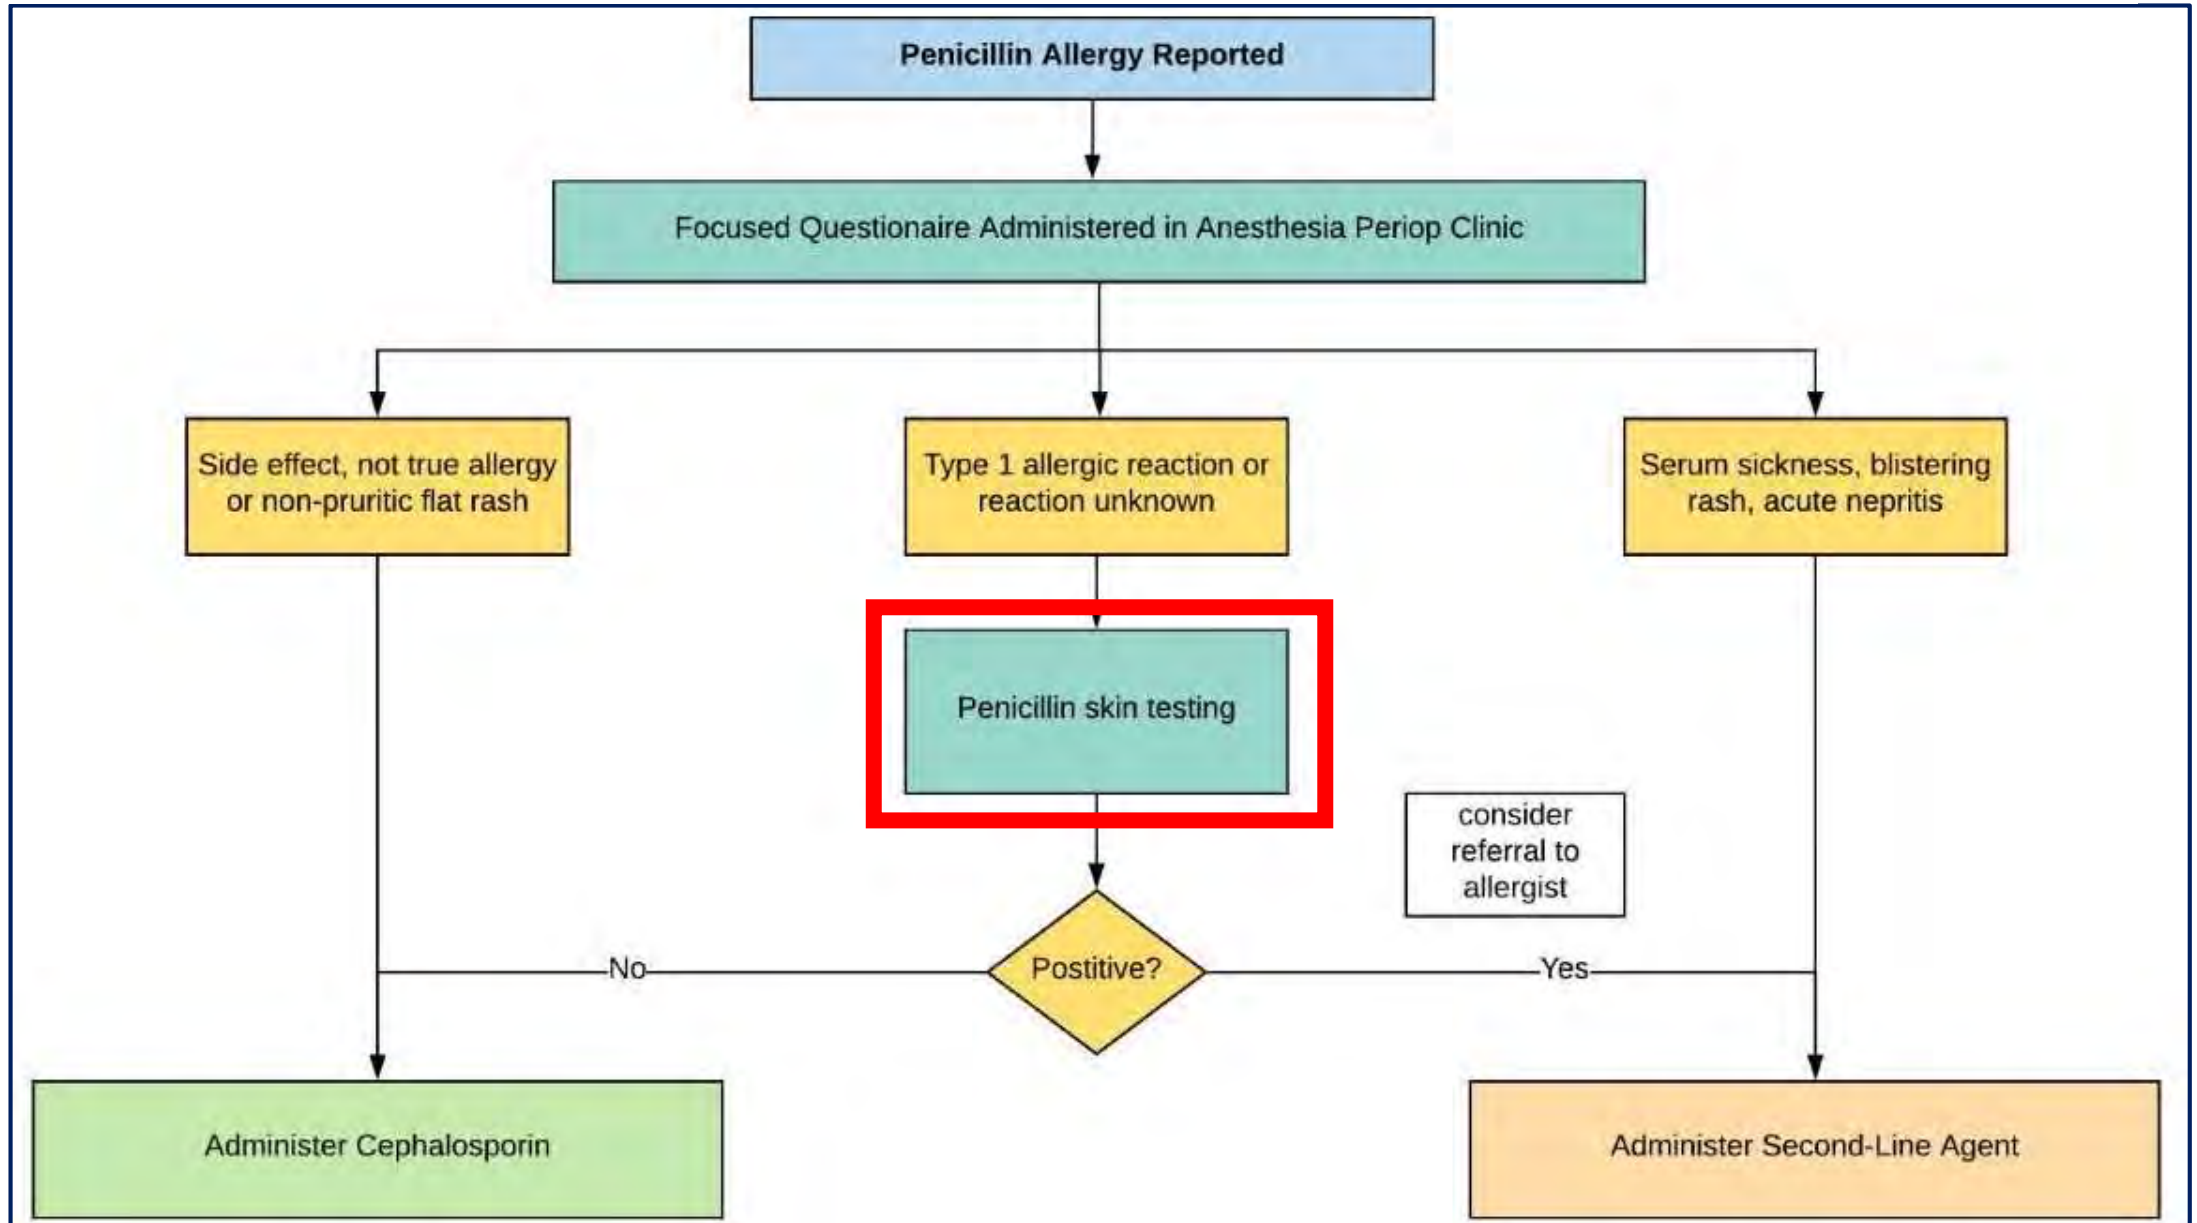 Penicillin Allergy Reported
Focused Questionaire Administered in Anesthesia Periop Clinic
Side effect, not true allergy
or non-pruritic flat rash
Type 1 allergic reaction or
reaction unknown
Serum sickness, blistering
rash, acute nepritis
Penicillin skin testing
consider
referral to
allergist
No
Postitive?
Yes
Administer Cephalosporin
Administer Second-Line Agent